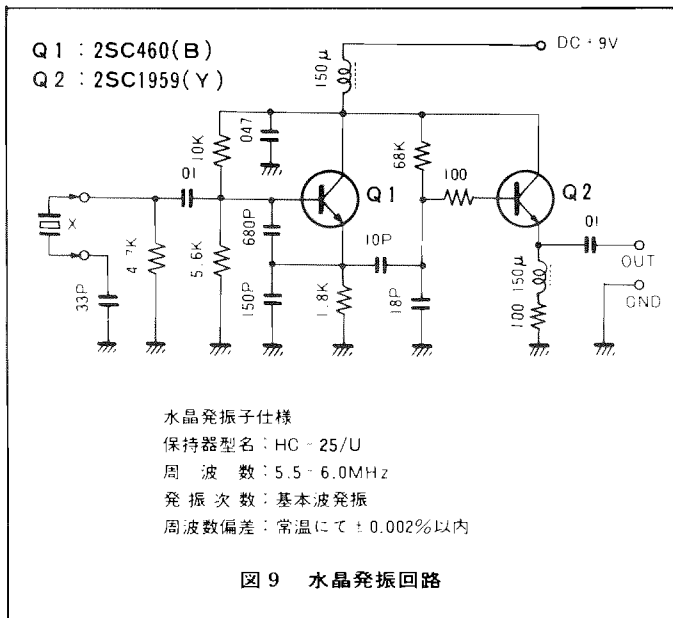 Q1 : 2SC460(B)
Q2 : 2SC1959(Y)
DC +9V
150μ
10K
047
68K
100
Q1
Q2
01
X
680P
10P
01
OUT
4.7K
5.6K
150P
1.8K
18P
150μ
100
GND
33P
水晶発振子仕様
保持器型名:HC-25/U
周 波 数:5.5~6.0MHz
発振次数:基本波発振
周波数偏差:常温にて±0.002%以内
図9 水晶発振回路